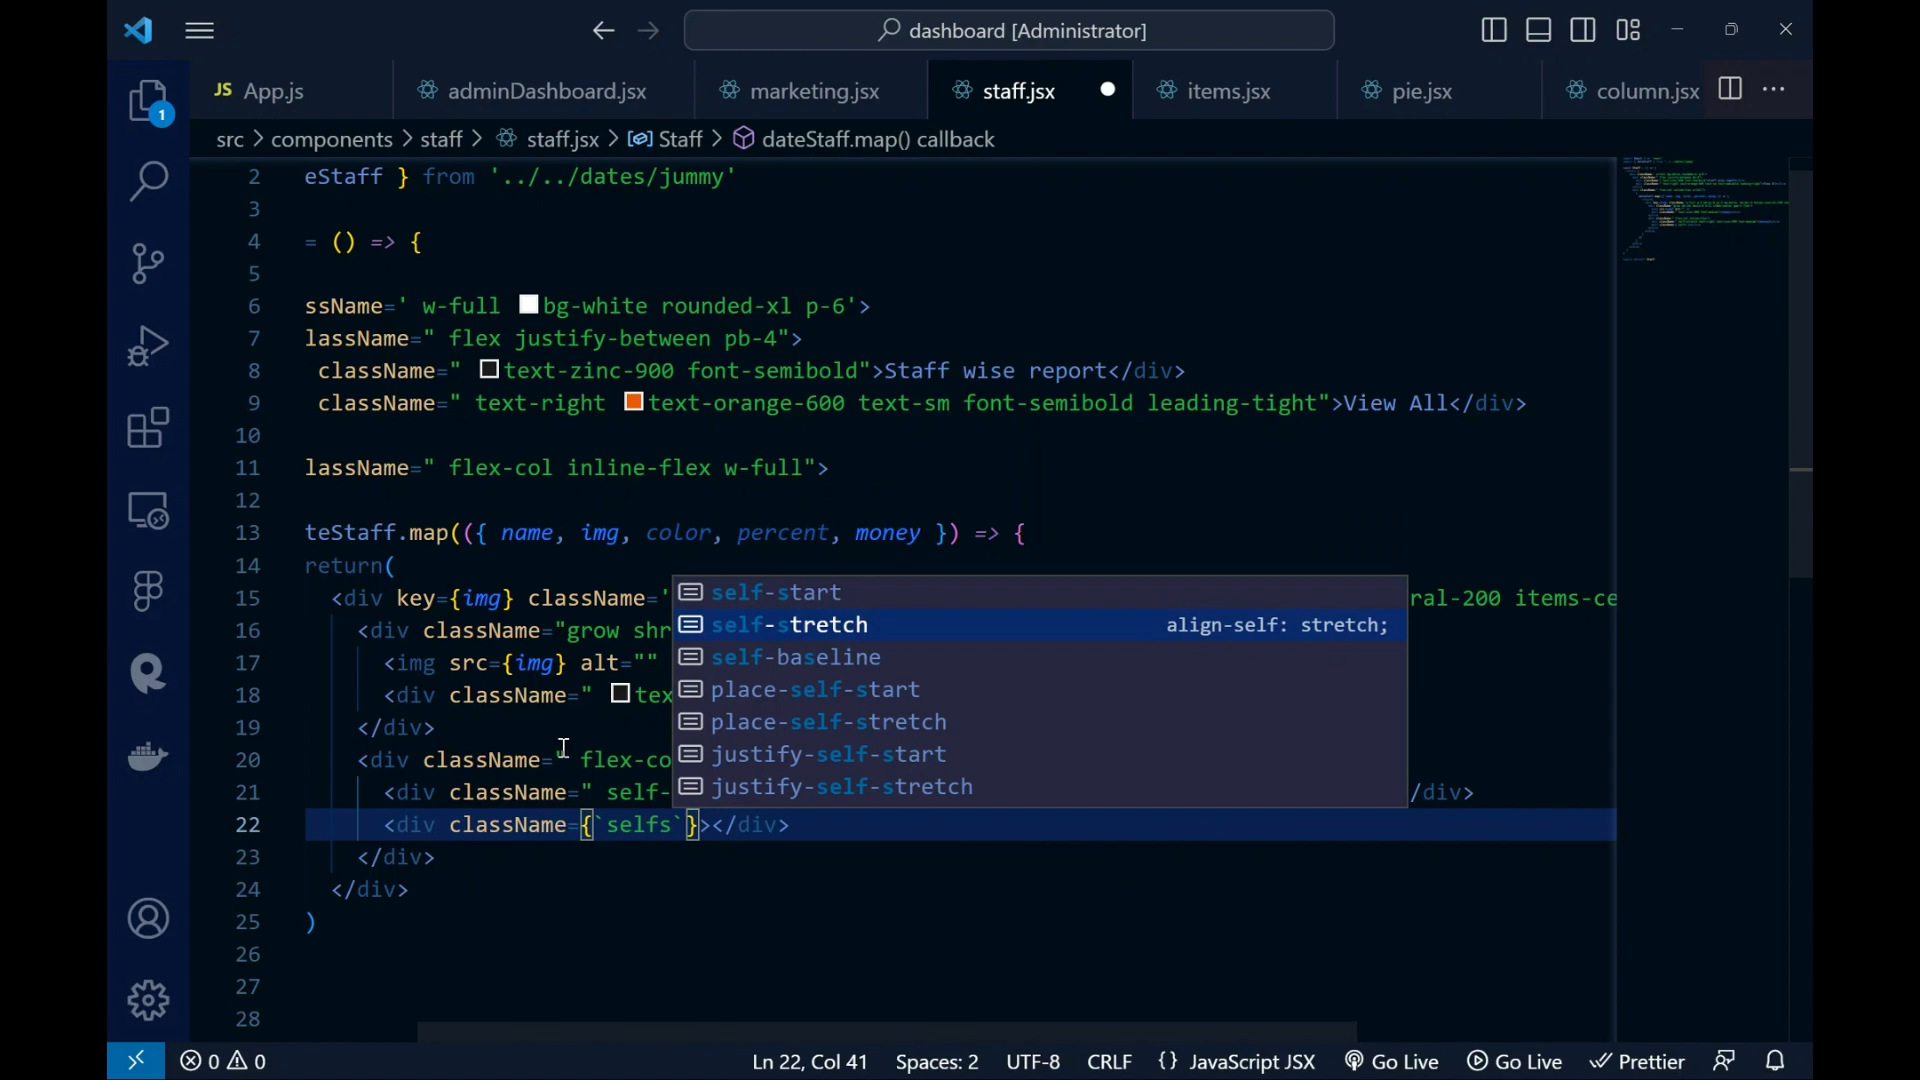 dashboard [Administrator]
JS App.js
adminDashboard.jsx
marketing.jsx
staff.jsx
items.jsx
pie.jsx
column.jsx
1
src > components > staff > staff.jsx > Staff > dateStaff.map() callback
2 eStaff } from '../../dates/jummy'
3
4 = () => {
5
6 ssName=' w-full bg-white rounded-xl p-6'>
7 lassName=" flex justify-between pb-4">
8 className=" text-zinc-900 font-semibold">Staff wise report</div>
9 className=" text-right text-orange-600 text-sm font-semibold leading-tight">View All</div>
10
11 lassName=" flex-col inline-flex w-full">
12
13 teStaff.map(({ name, img, color, percent, money }) => {
14 return(
15 <div key={img} className=' ral-200 items-ce
16 <div className="grow shr
17 <img src={img} alt=""
18 <div className=" tex
19 </div>
20 <div className=" flex-co
21 <div className=" self- /div>
22 <div className={`selfs`}></div>
23 </div>
24 </div>
25 )
26
27
28
self-start
self-stretch align-self: stretch;
self-baseline
place-self-start
place-self-stretch
justify-self-start
justify-self-stretch
0 0 Ln 22, Col 41 Spaces: 2 UTF-8 CRLF {} JavaScript JSX Go Live Go Live Prettier